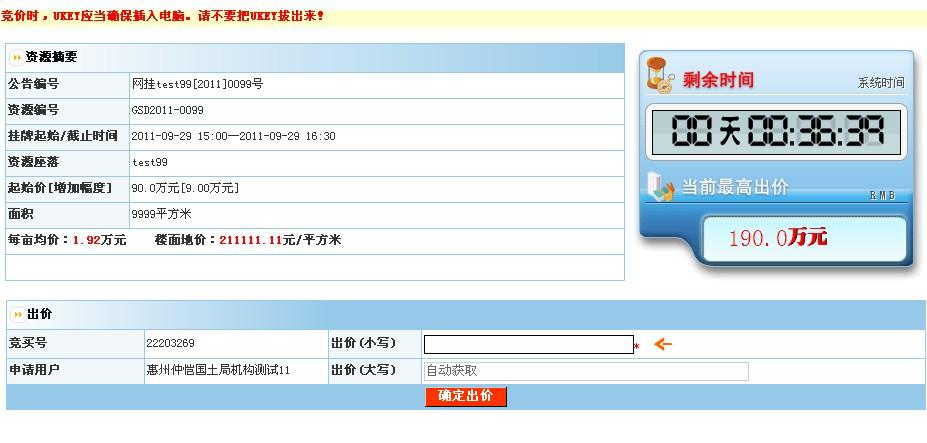 竞价时，UKEY应当确保插入电脑。请不要把UKEY拔出来！
资源摘要
公告编号 网挂test99[2011]0099号
资源编号 GSD2011-0099
挂牌起始/截止时间 2011-09-29 15:00—2011-09-29 16:30
资源座落 test99
起始价[增加幅度] 90.0万元[9.00万元]
面积 9999平方米
每亩均价：1.92万元 楼面地价：211111.11元/平方米
剩余时间 系统时间
00天00:36:39
当前最高出价 RMB
190.0万元
出价
竞买号 22203269 出价(小写) *
申请用户 惠州仲恺国土局机构测试11 出价(大写) 自动获取
确定出价